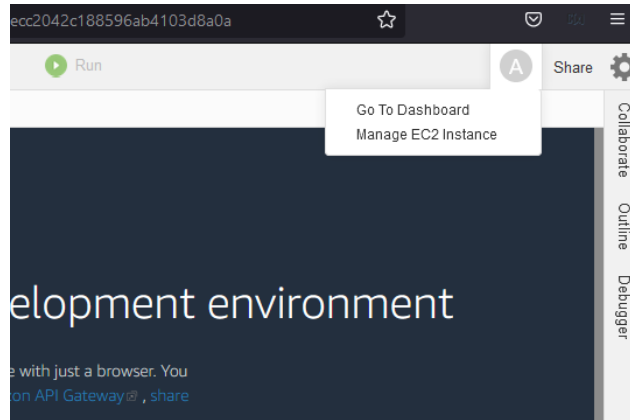 ecc2042c188596ab4103d8a0a
Run
A
Share
Go To Dashboard
Manage EC2 Instance
Collaborate
Outline
Debugger
elopment environment
e with just a browser. You
on API Gateway , share